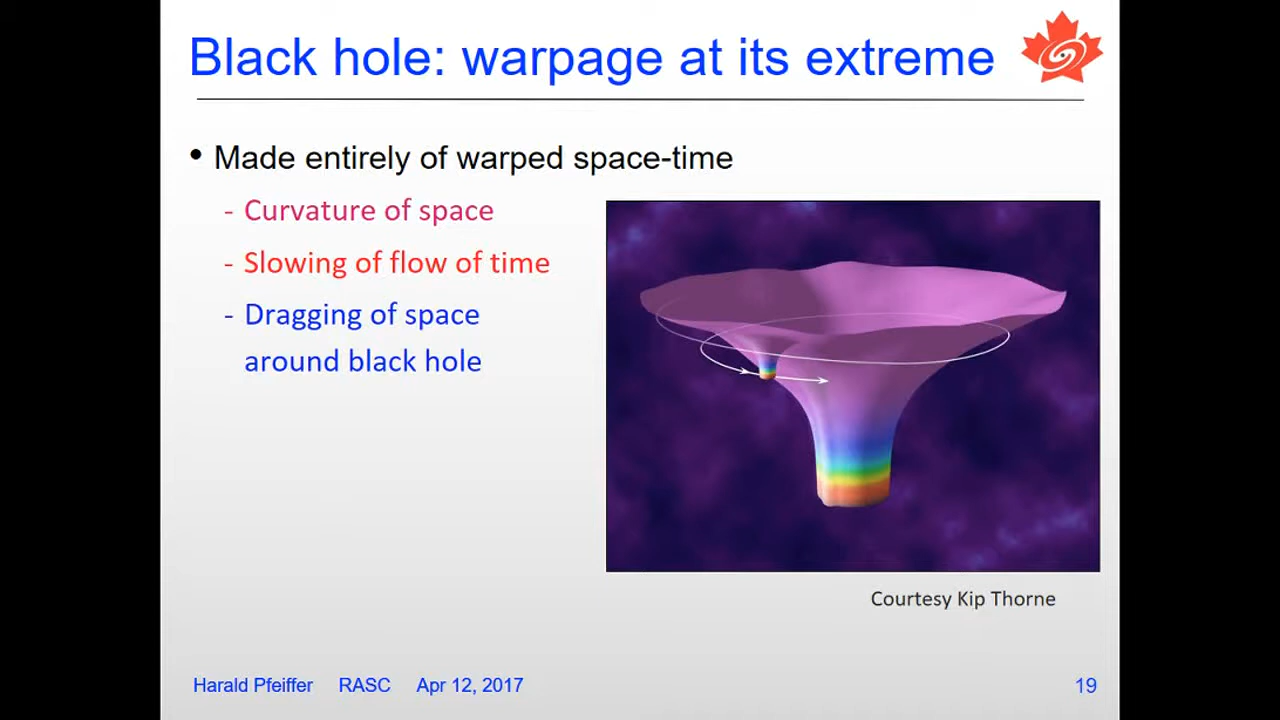 Black hole: warpage at its extreme
• Made entirely of warped space-time
- Curvature of space
- Slowing of flow of time
- Dragging of space
around black hole
Courtesy Kip Thorne
Harald Pfeiffer RASC Apr 12, 2017 19